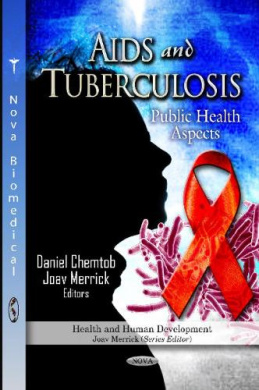 AIDS and
TUBERCULOSIS
Public Health
Aspects
Nova Biomedical
Daniel Chemtob
Joav Merrick
Editors
Health and Human Development
Joav Merrick (Series Editor)
NOVA